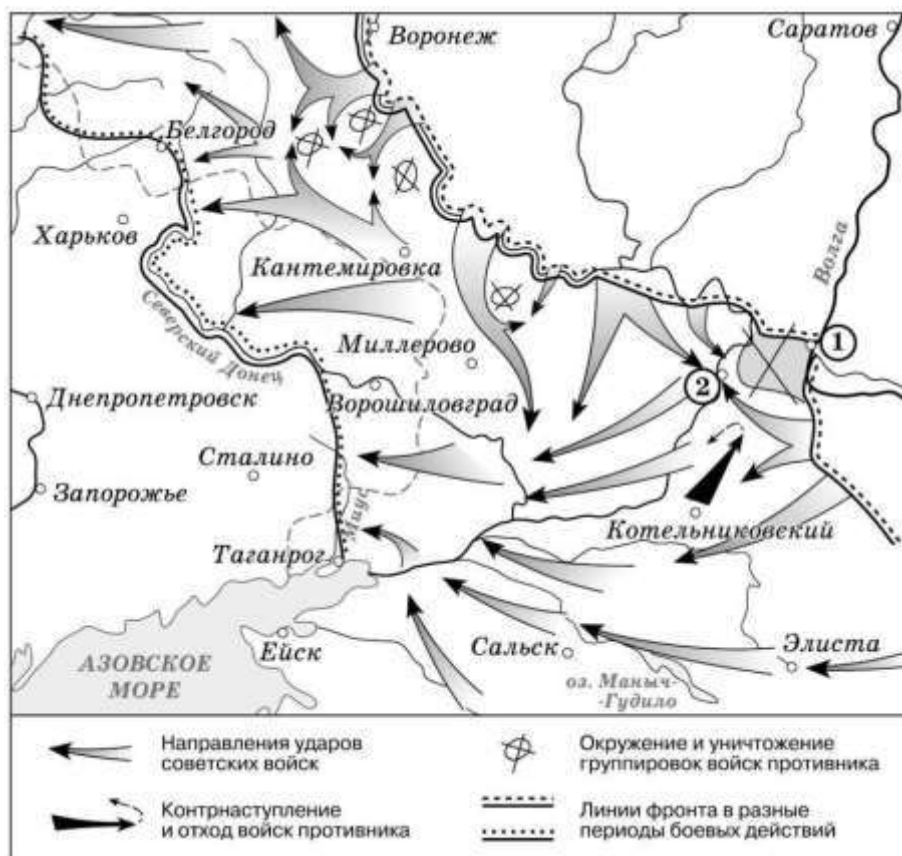 Воронеж
Саратов
Белгород
Волга
Харьков
Кантемировка
Северский Донец
1
Миллерово
2
Днепропетровск
Ворошиловград
Сталино
Запорожье
Миус
Котельниковский
Таганрог
Ейск
Сальск
Элиста
АЗОВСКОЕ
МОРЕ
оз. Маныч-
-Гудило
Направления ударов
советских войск
Окружение и уничтожение
группировок войск противника
Контрнаступление
и отход войск противника
Линии фронта в разные
периоды боевых действий